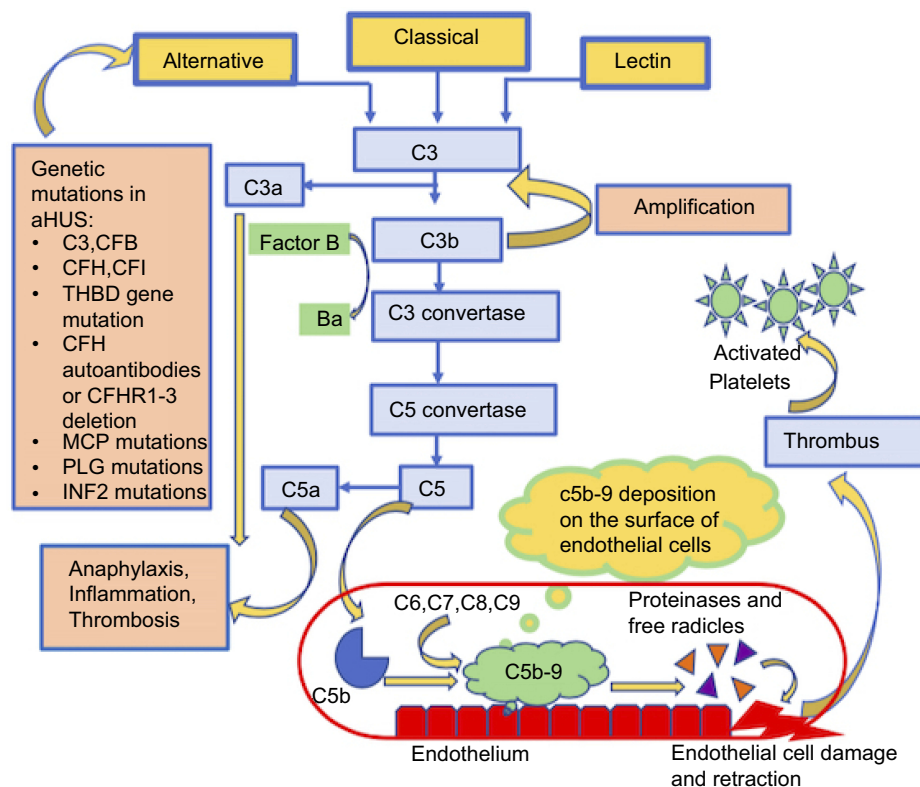 Classical
Alternative
Lectin
C3
Genetic
mutations in
aHUS:
• C3,CFB
• CFH,CFI
• THBD gene
mutation
• CFH
autoantibodies
or CFHR1-3
deletion
• MCP mutations
• PLG mutations
• INF2 mutations
C3a
Amplification
Factor B
C3b
Ba
C3 convertase
Activated
Platelets
C5 convertase
Thrombus
C5a
C5
c5b-9 deposition
on the surface of
endothelial cells
Anaphylaxis,
Inflammation,
Thrombosis
C6,C7,C8,C9
Proteinases and
free radicles
C5b
C5b-9
Endothelium
Endothelial cell damage
and retraction